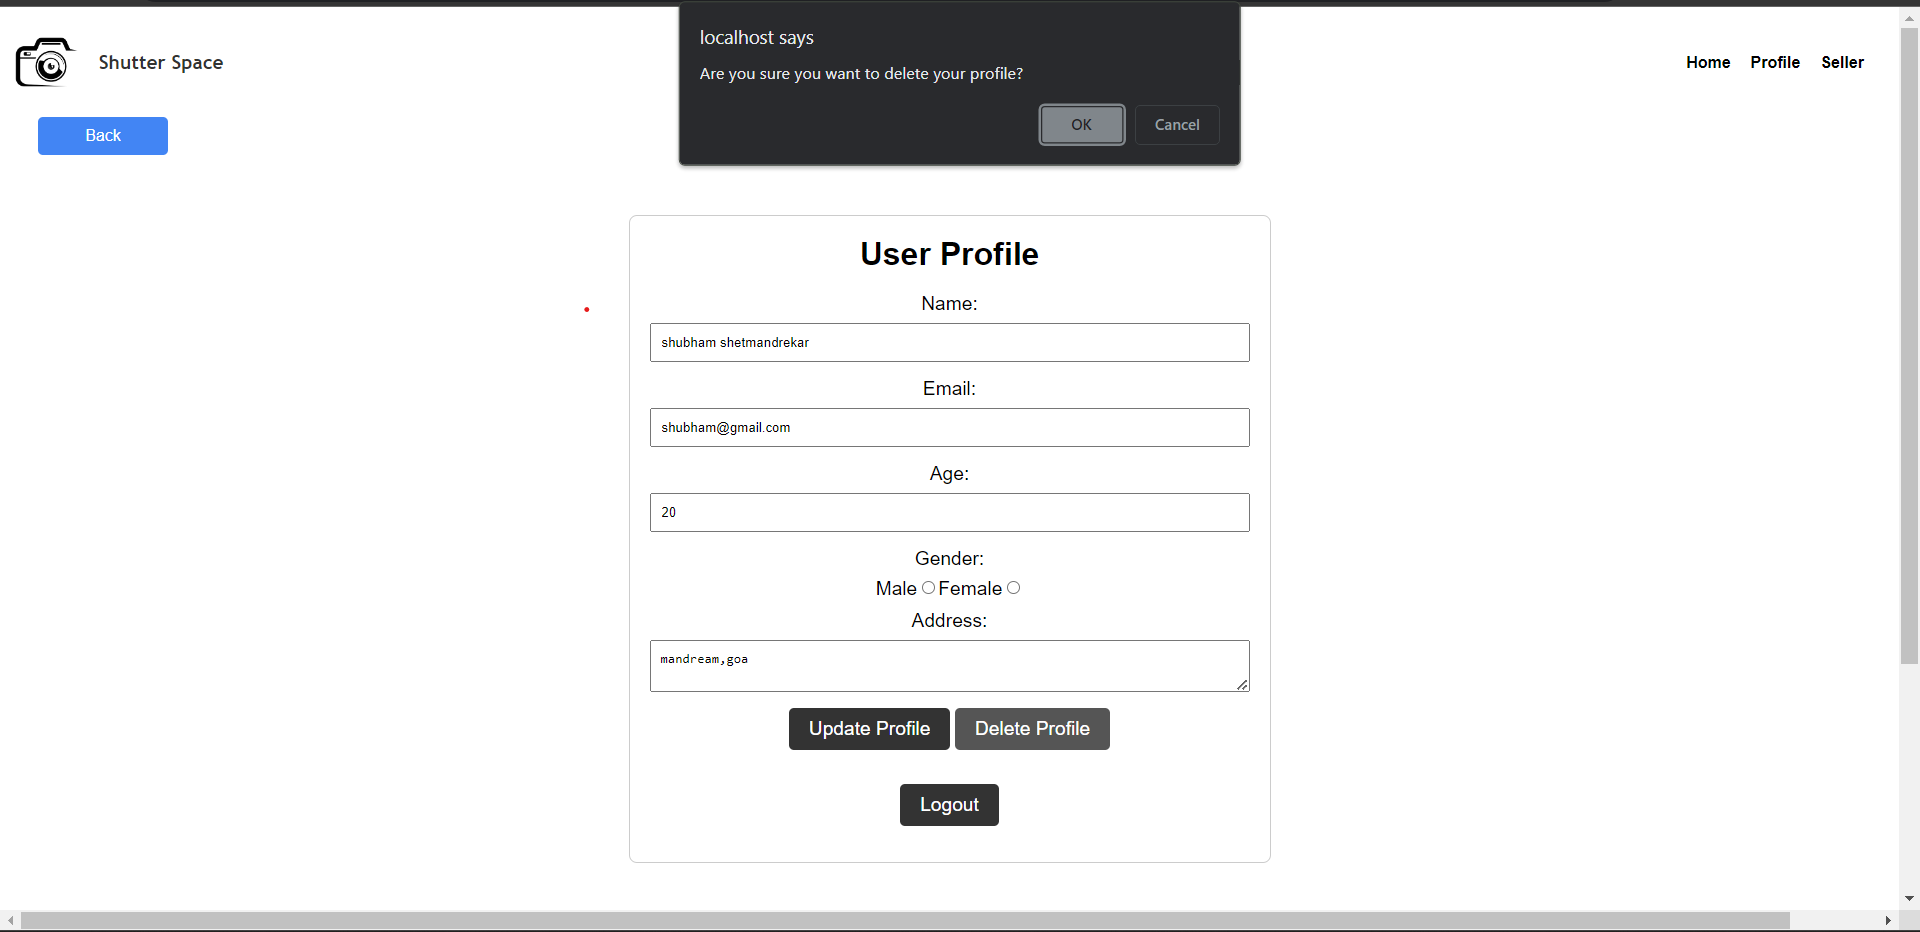 localhost says
Are you sure you want to delete your profile?
OK Cancel
Shutter Space
Home Profile Seller
Back
User Profile
Name:
shubham shetmandrekar
Email:
shubham@gmail.com
Age:
20
Gender:
Male Female
Address:
mandream,goa
Update Profile Delete Profile
Logout